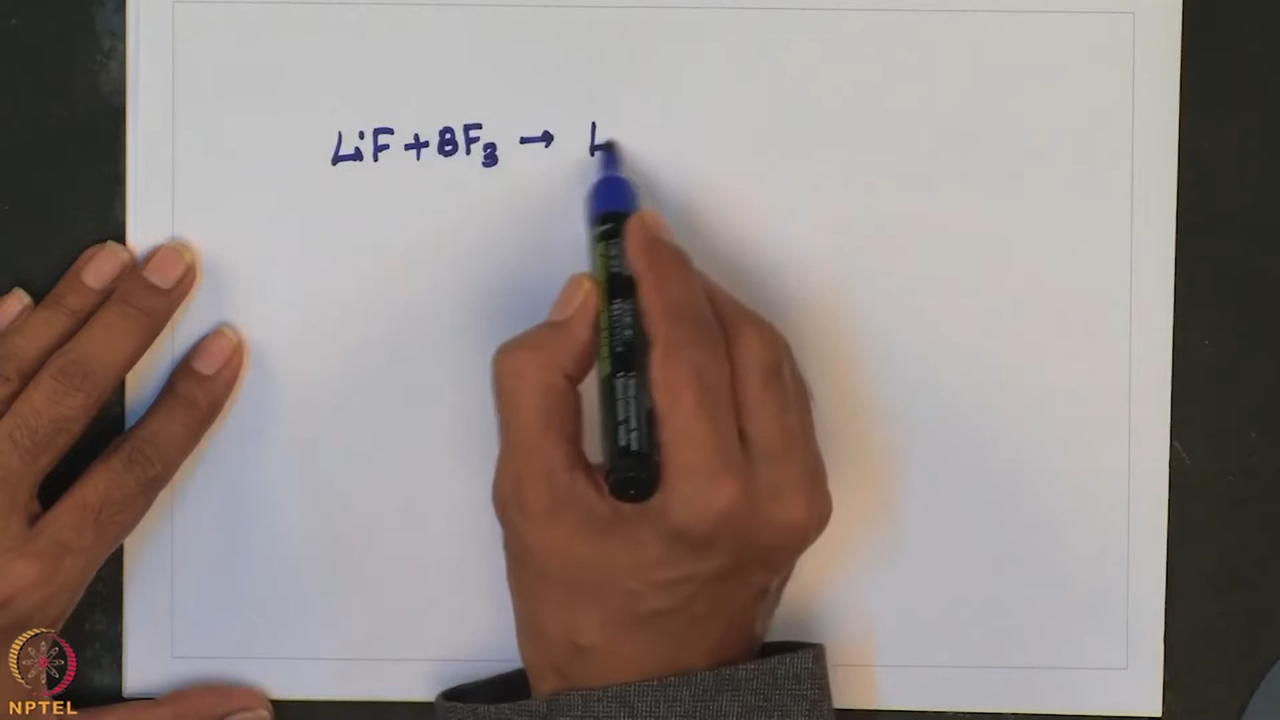 LiF + BF₃ → L
NPTEL